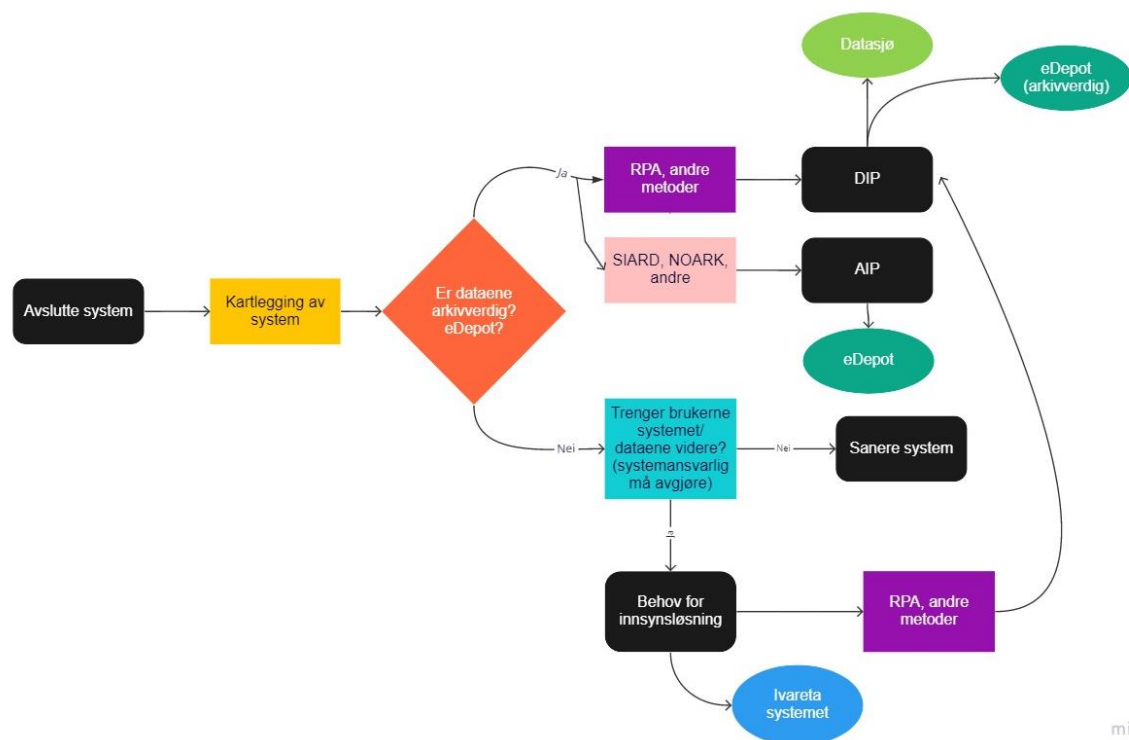 Datasjø
eDepot
(arkivverdig)
Ja
RPA, andre
metoder
DIP
SIARD, NOARK,
andre
AIP
Avslutte system
Kartlegging av
system
Er dataene
arkivverdig?
eDepot?
eDepot
Nei
Trenger brukerne
systemet/
dataene videre?
(systemansvarlig
må avgjøre)
Nei
Sanere system
Behov for
innsynsløsning
RPA, andre
metoder
Ivareta
systemet